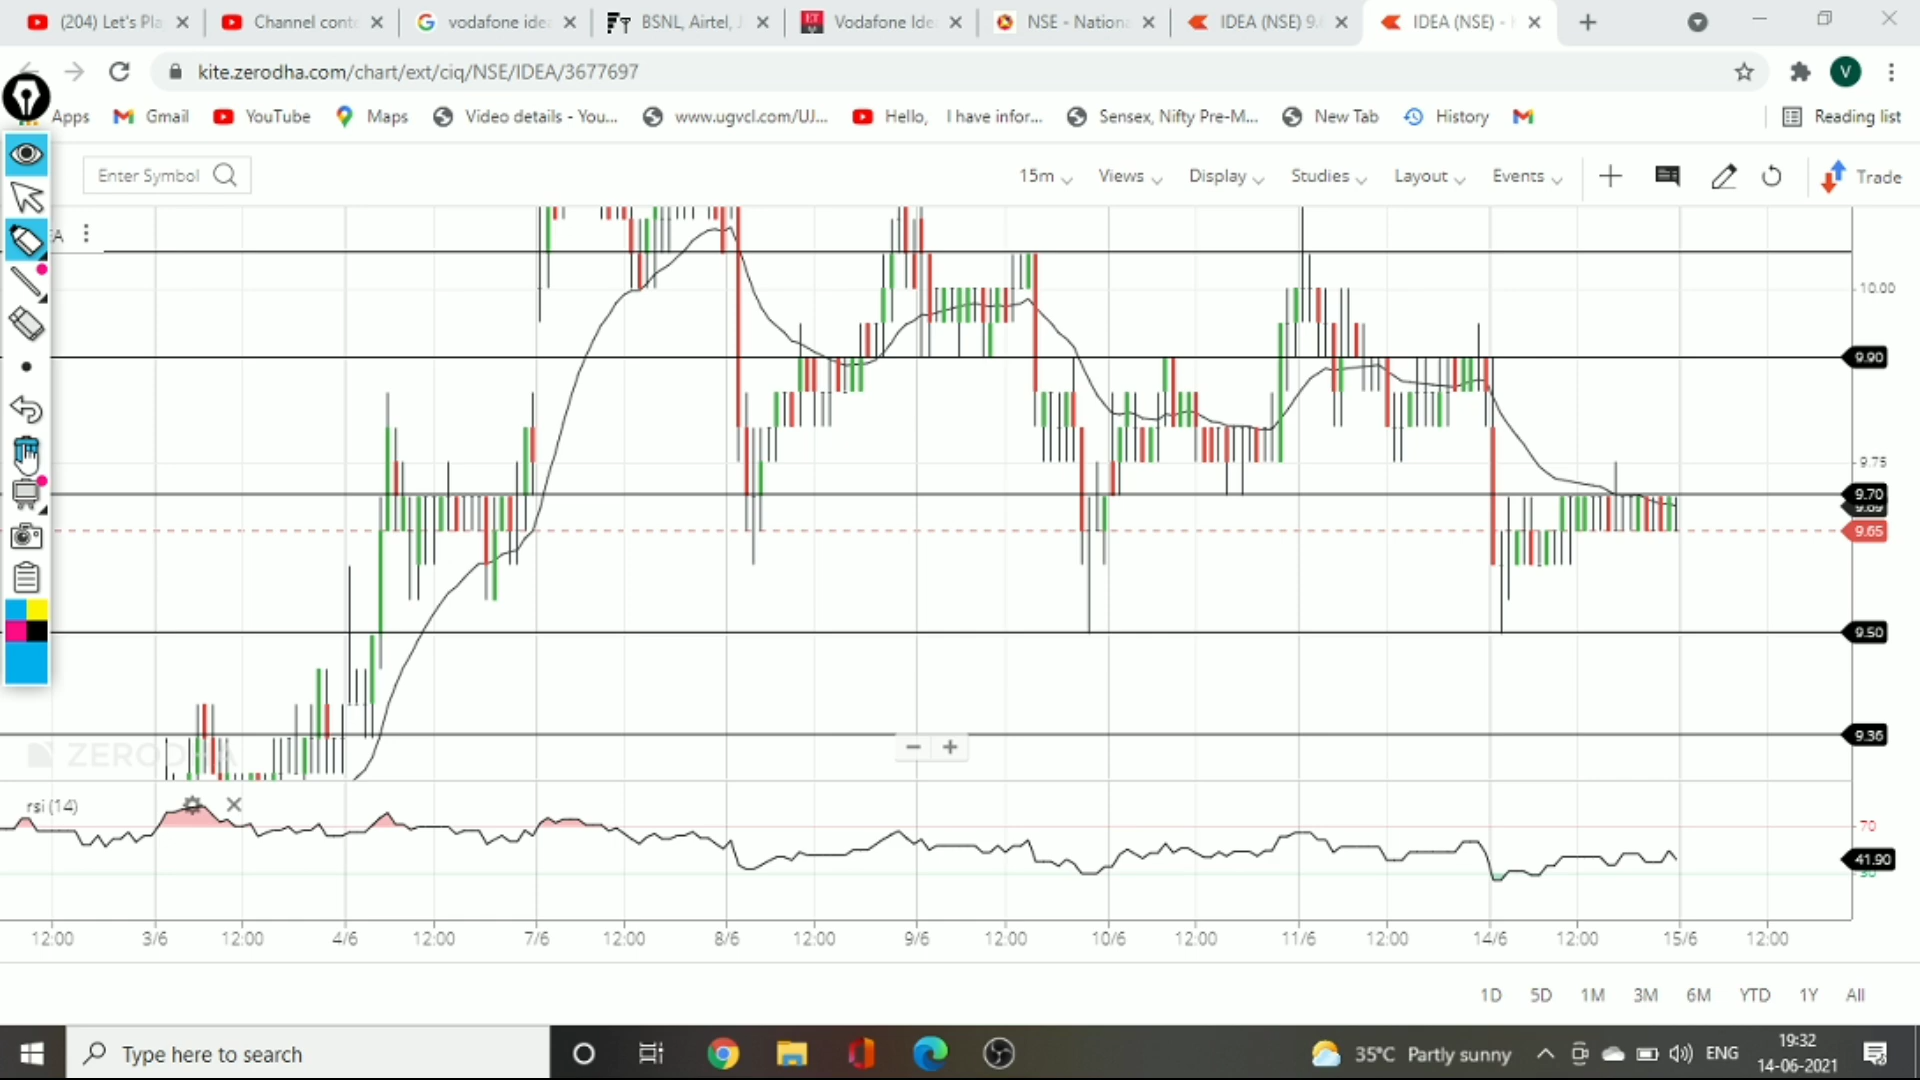 (204) Let's Pla
Channel cont
vodafone ide
BSNL, Airtel, J
Vodafone Ide
NSE - Nationa
IDEA (NSE) 9.
IDEA (NSE) -
kite.zerodha.com/chart/ext/ciq/NSE/IDEA/3677697
V
Apps
Gmail
YouTube
Maps
Video details - You...
www.ugvcl.com/UJ...
Hello, I have infor...
Sensex, Nifty Pre-M...
New Tab
History
Reading list
Enter Symbol
15m
Views
Display
Studies
Layout
Events
Trade
10.00
9.90
9.75
9.70
9.65
9.50
9.36
ZERODHA
rsi (14)
70
41.90
30
12:00 3/6 12:00 4/6 12:00 7/6 12:00 8/6 12:00 9/6 12:00 10/6 12:00 11/6 12:00 14/6 12:00 15/6 12:00
1D 5D 1M 3M 6M YTD 1Y All
Type here to search
35°C Partly sunny
ENG
19:32
14-06-2021